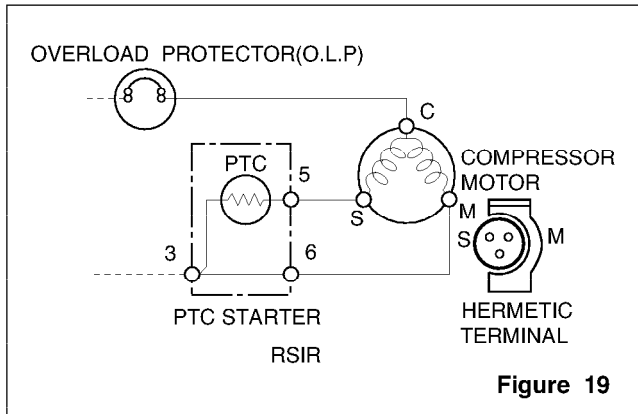 OVERLOAD PROTECTOR(O.L.P)
C
PTC
5
COMPRESSOR
MOTOR
S
M
S
M
3
6
HERMETIC
TERMINAL
PTC STARTER
RSIR
Figure 19